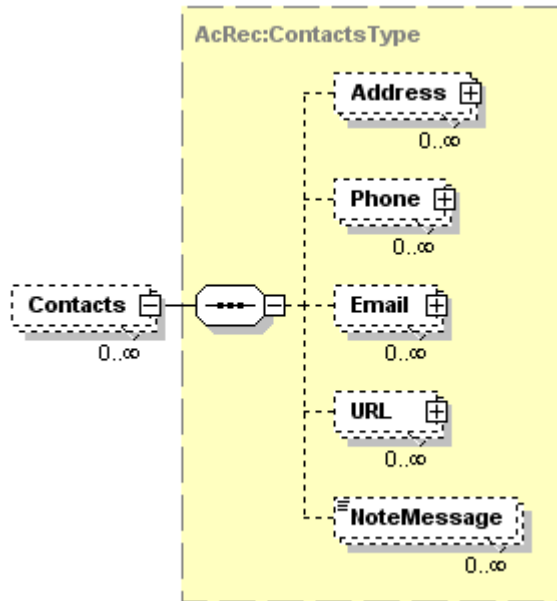 AcRec:ContactsType
Address
0..∞
Phone
0..∞
Contacts
0..∞
Email
0..∞
URL
0..∞
NoteMessage
0..∞